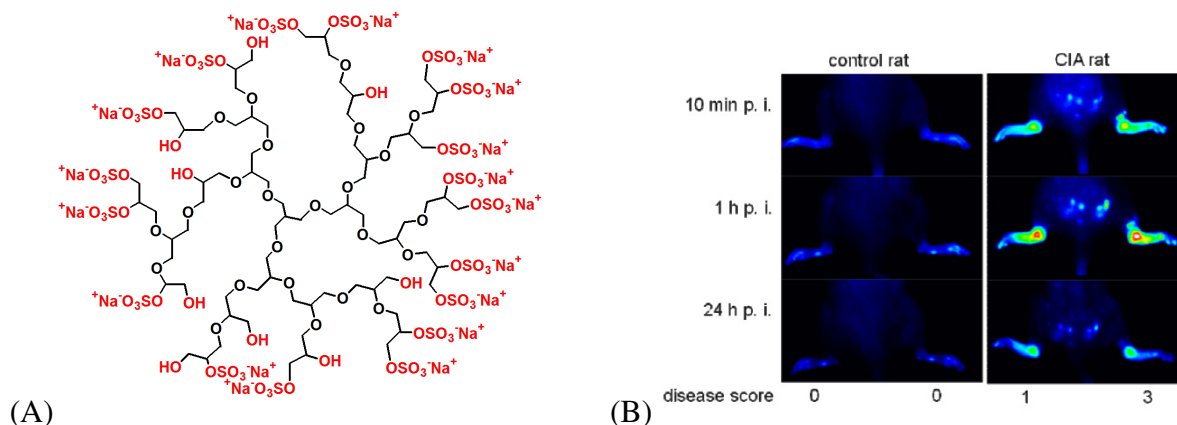 ⁺Na⁻O₃SO OSO₃⁻Na⁺
OH
⁺Na⁻O₃SO OSO₃⁻Na⁺
O
OSO₃⁻Na⁺
O OH
⁺Na⁻O₃SO
O O
HO O OSO₃⁻Na⁺
O
⁺Na⁻O₃SO HO O OSO₃⁻Na⁺
O O
⁺Na⁻O₃SO O O OSO₃⁻Na⁺
O
O O O
O O OSO₃⁻Na⁺
O OH
⁺Na⁻O₃SO OH O OSO₃⁻Na⁺
O
O OH O OSO₃⁻Na⁺
HO OH OSO₃⁻Na⁺
OSO₃⁻Na⁺
⁺Na⁻O₃SO
(A)
control rat CIA rat
10 min p. i.
1 h p. i.
24 h p. i.
disease score 0 0 1 3
(B)